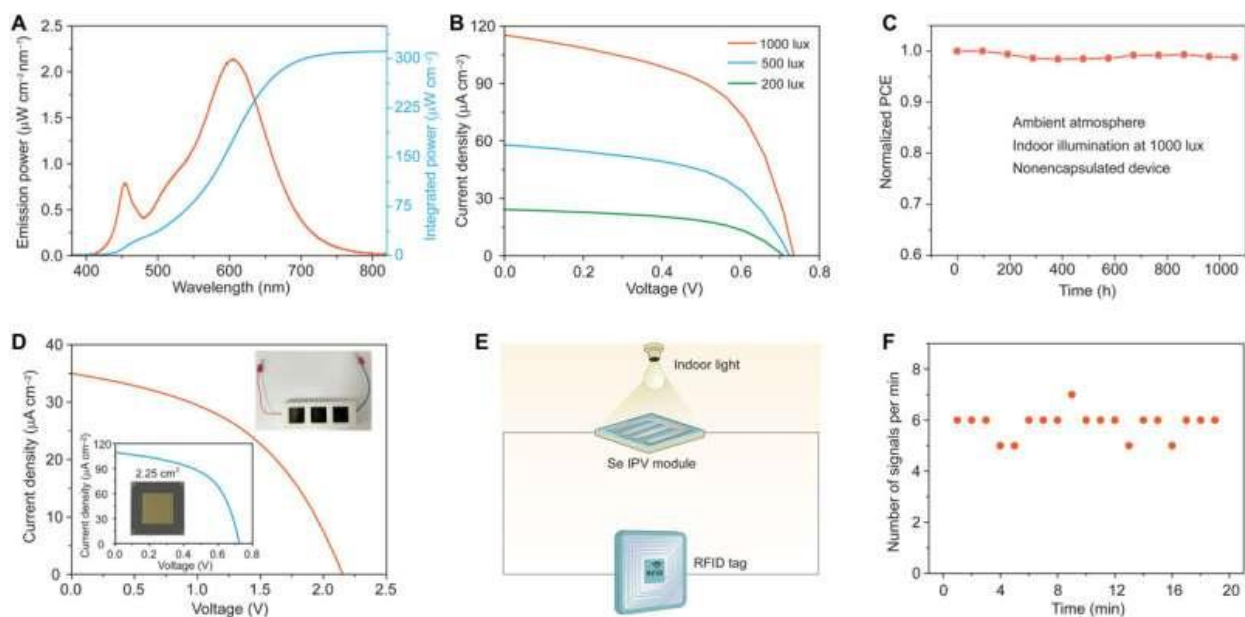 A
2.5
2.0
1.5
1.0
0.5
0.0
Emission power (μW cm⁻²nm⁻¹)
300
225
150
75
0
Integrated power (μW cm⁻²)
400
500
600
700
800
Wavelength (nm)
B
120
90
60
30
0
Current density (μA cm⁻²)
1000 lux
500 lux
200 lux
0.0
0.2
0.4
0.6
0.8
Voltage (V)
C
1.0
0.9
0.8
0.7
0.6
Normalized PCE
Ambient atmosphere
Indoor illumination at 1000 lux
Nonencapsulated device
0
200
400
600
800
1000
Time (h)
D
40
35
30
25
20
15
10
5
0
Current density (μA cm⁻²)
120
90
60
30
0
Current density (μA cm⁻²)
2.25 cm²
0.0
0.2
0.4
0.6
0.8
Voltage (V)
0.0
0.5
1.0
1.5
2.0
2.5
Voltage (V)
E
Indoor light
Se IPV module
RFID tag
RFID
F
8
6
4
2
Number of signals per min
0
4
8
12
16
20
Time (min)